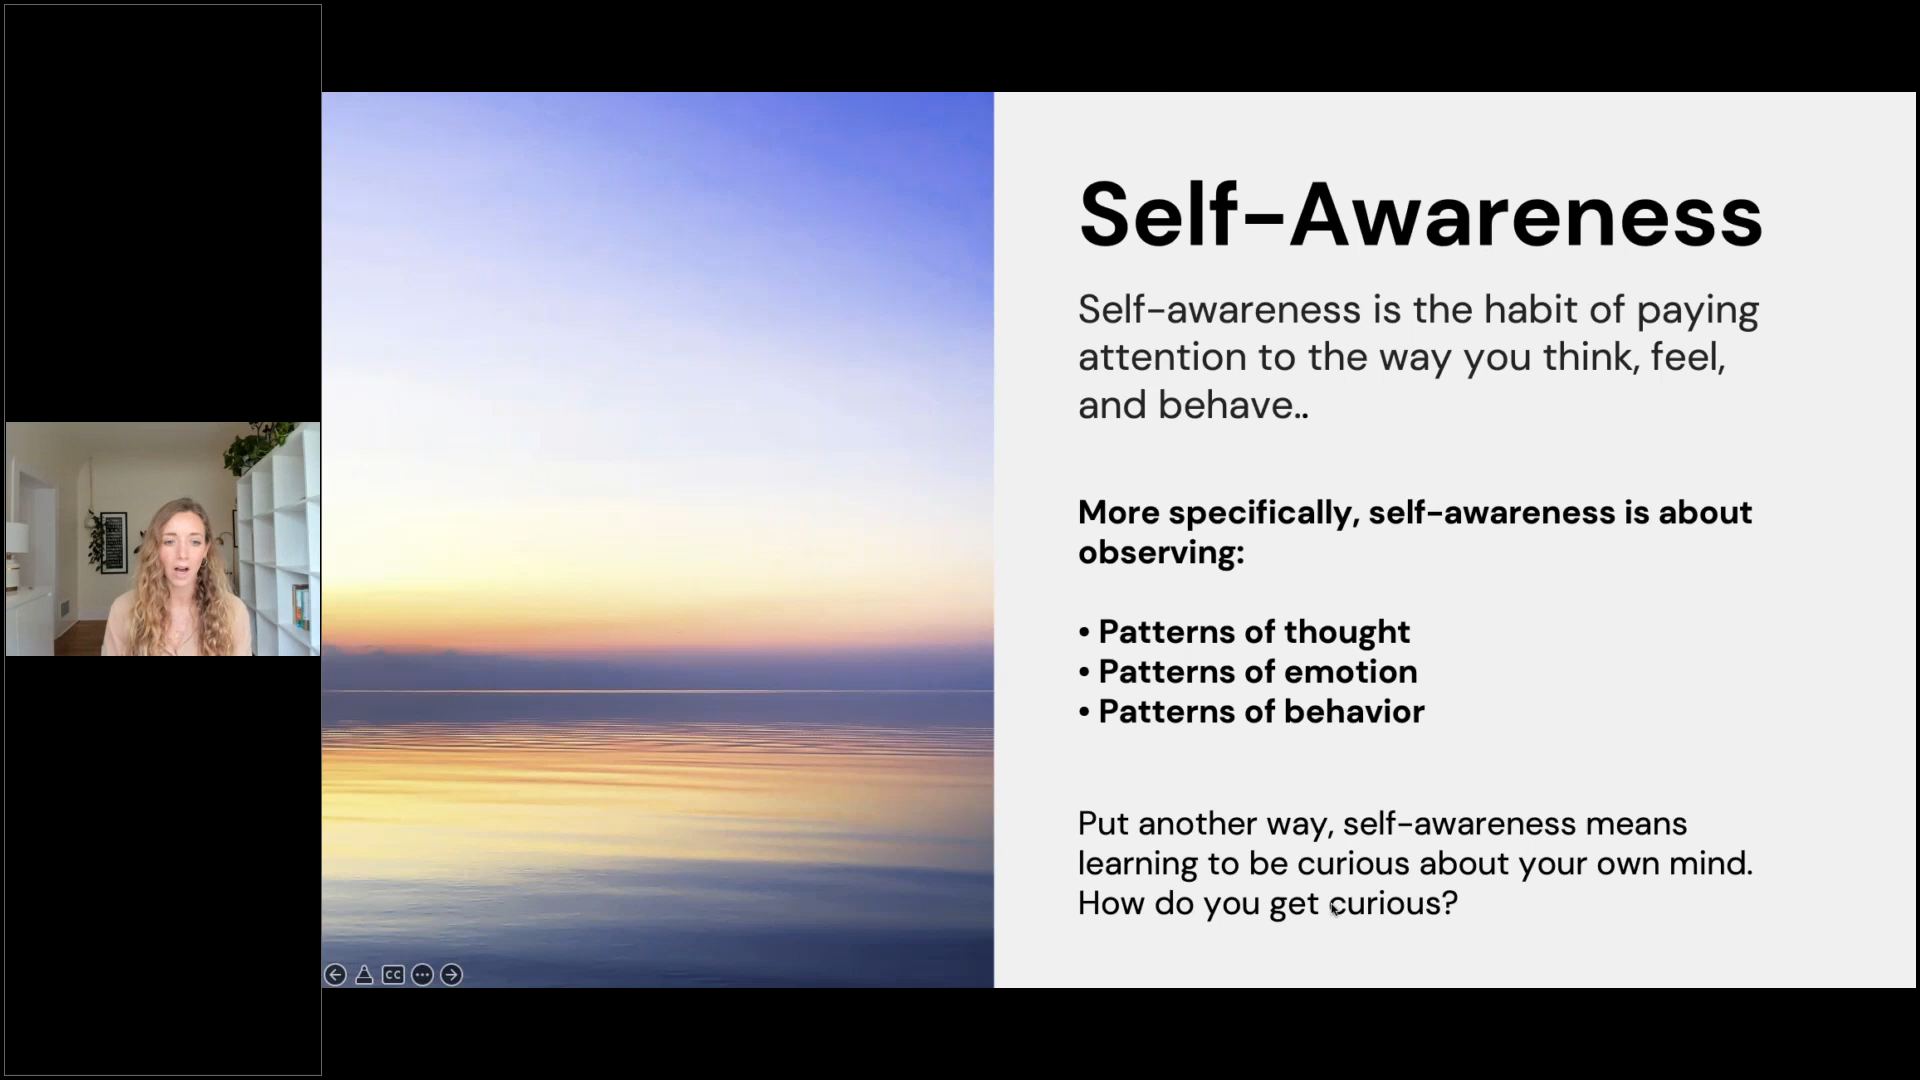 Self-Awareness
Self-awareness is the habit of paying
attention to the way you think, feel,
and behave..
More specifically, self-awareness is about
observing:
• Patterns of thought
• Patterns of emotion
• Patterns of behavior
Put another way, self-awareness means
learning to be curious about your own mind.
How do you get curious?
CC